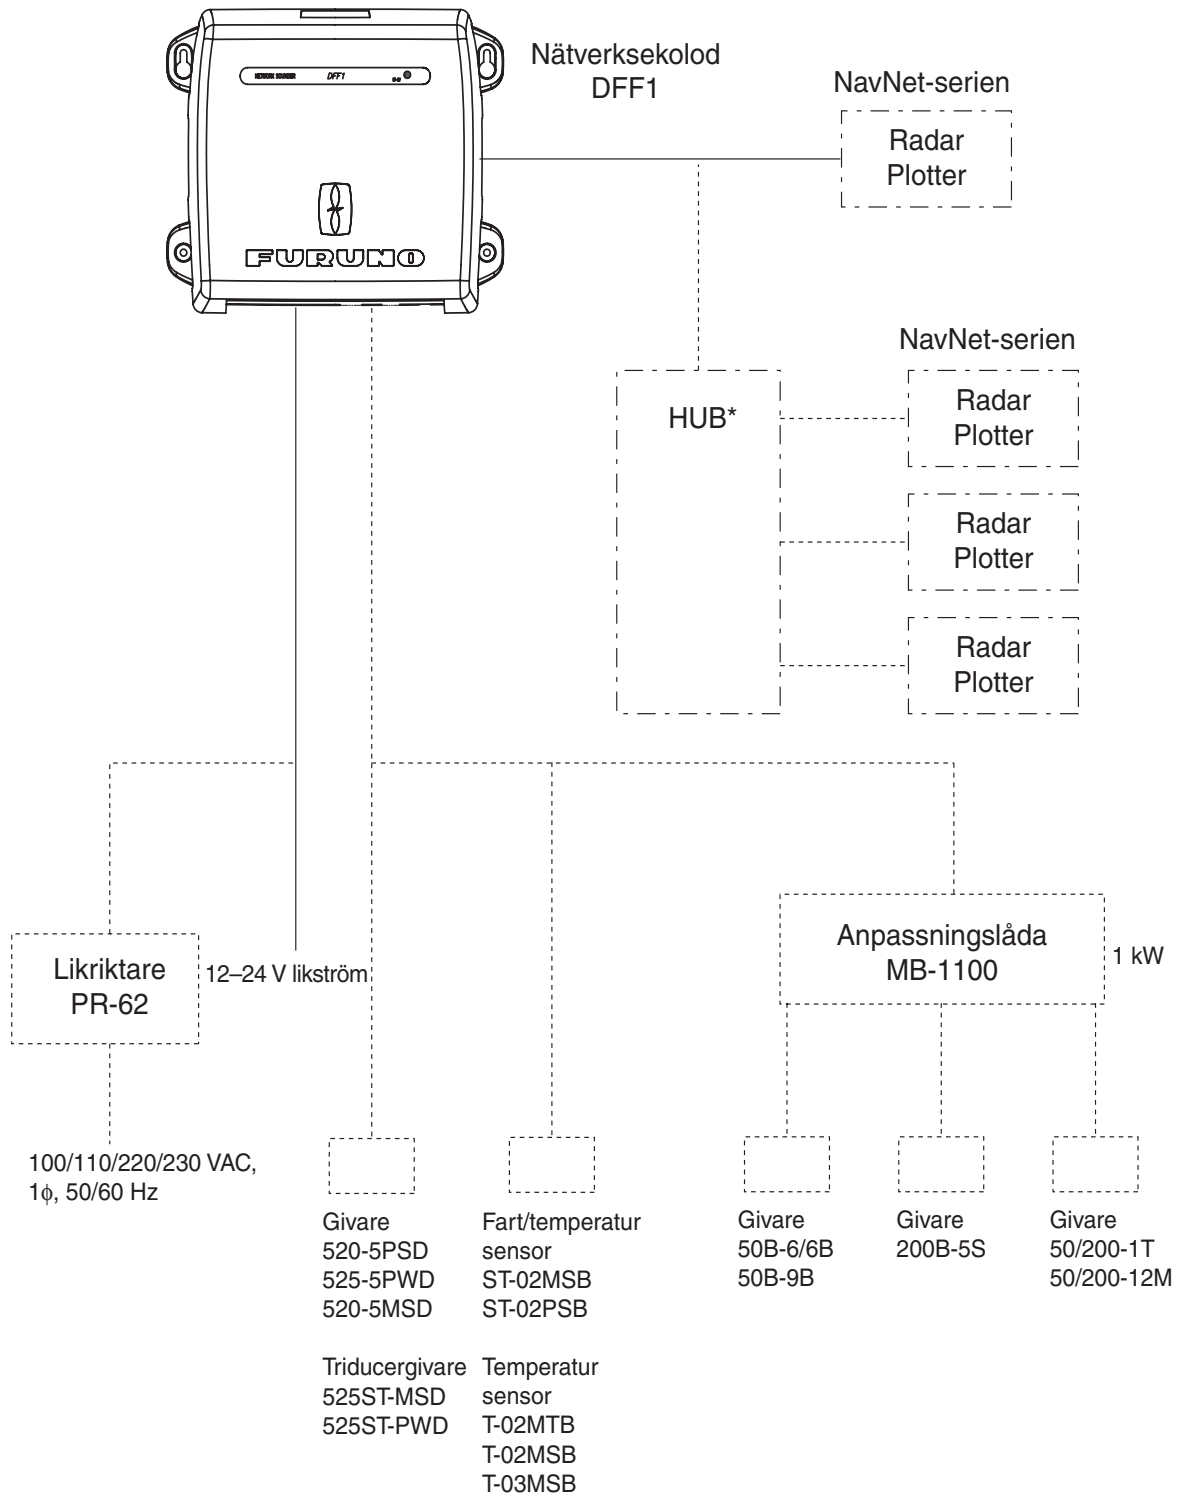 Nätverksekolod
DFF1
NETWORK SOUNDER DFF1
FURUNO
NavNet-serien
Radar
Plotter
NavNet-serien
HUB*
Radar
Plotter
Radar
Plotter
Radar
Plotter
Likriktare
PR-62
12–24 V likström
Anpassningslåda
MB-1100
1 kW
100/110/220/230 VAC,
1ϕ, 50/60 Hz
Givare
520-5PSD
525-5PWD
520-5MSD
Triducergivare
525ST-MSD
525ST-PWD
Fart/temperatur
sensor
ST-02MSB
ST-02PSB
Temperatur
sensor
T-02MTB
T-02MSB
T-03MSB
Givare
50B-6/6B
50B-9B
Givare
200B-5S
Givare
50/200-1T
50/200-12M